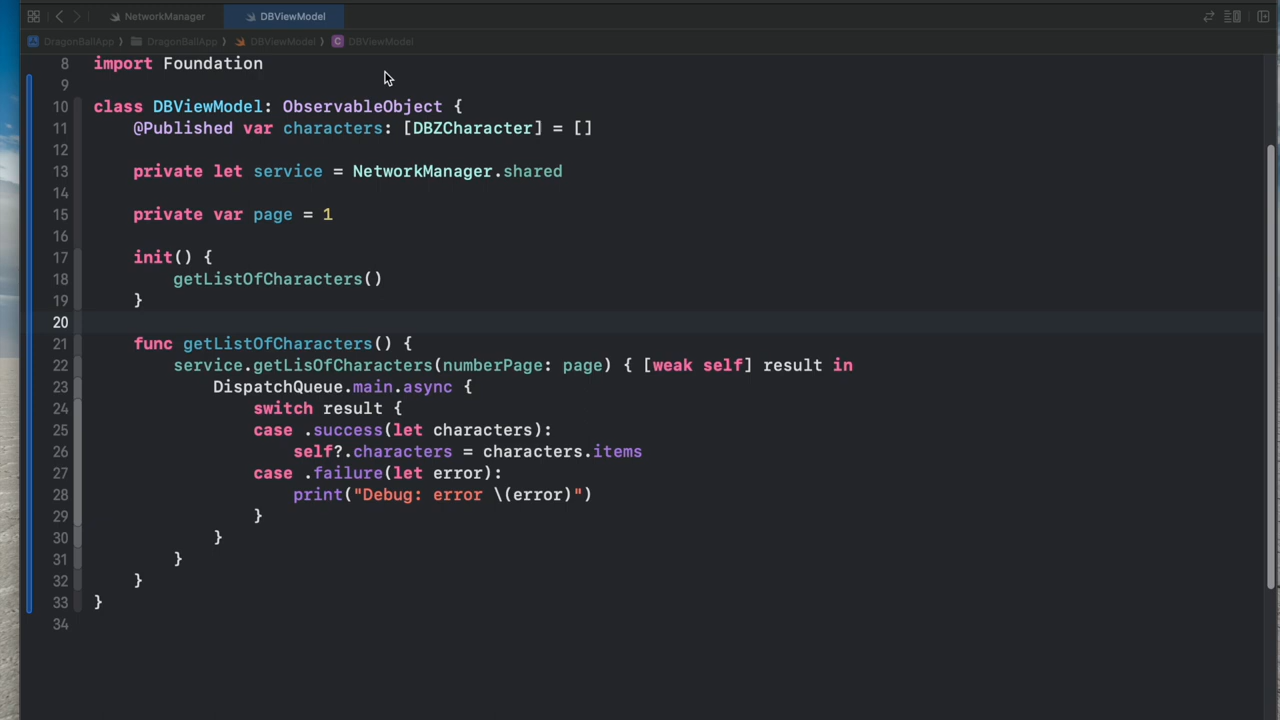 NetworkManager
DBViewModel
DragonBallApp
DragonBallApp
DBViewModel
C DBViewModel
8 import Foundation
9
10 class DBViewModel: ObservableObject {
11 @Published var characters: [DBZCharacter] = []
12
13 private let service = NetworkManager.shared
14
15 private var page = 1
16
17 init() {
18 getListOfCharacters()
19 }
20
21 func getListOfCharacters() {
22 service.getLisOfCharacters(numberPage: page) { [weak self] result in
23 DispatchQueue.main.async {
24 switch result {
25 case .success(let characters):
26 self?.characters = characters.items
27 case .failure(let error):
28 print("Debug: error \(error)")
29 }
30 }
31 }
32 }
33 }
34